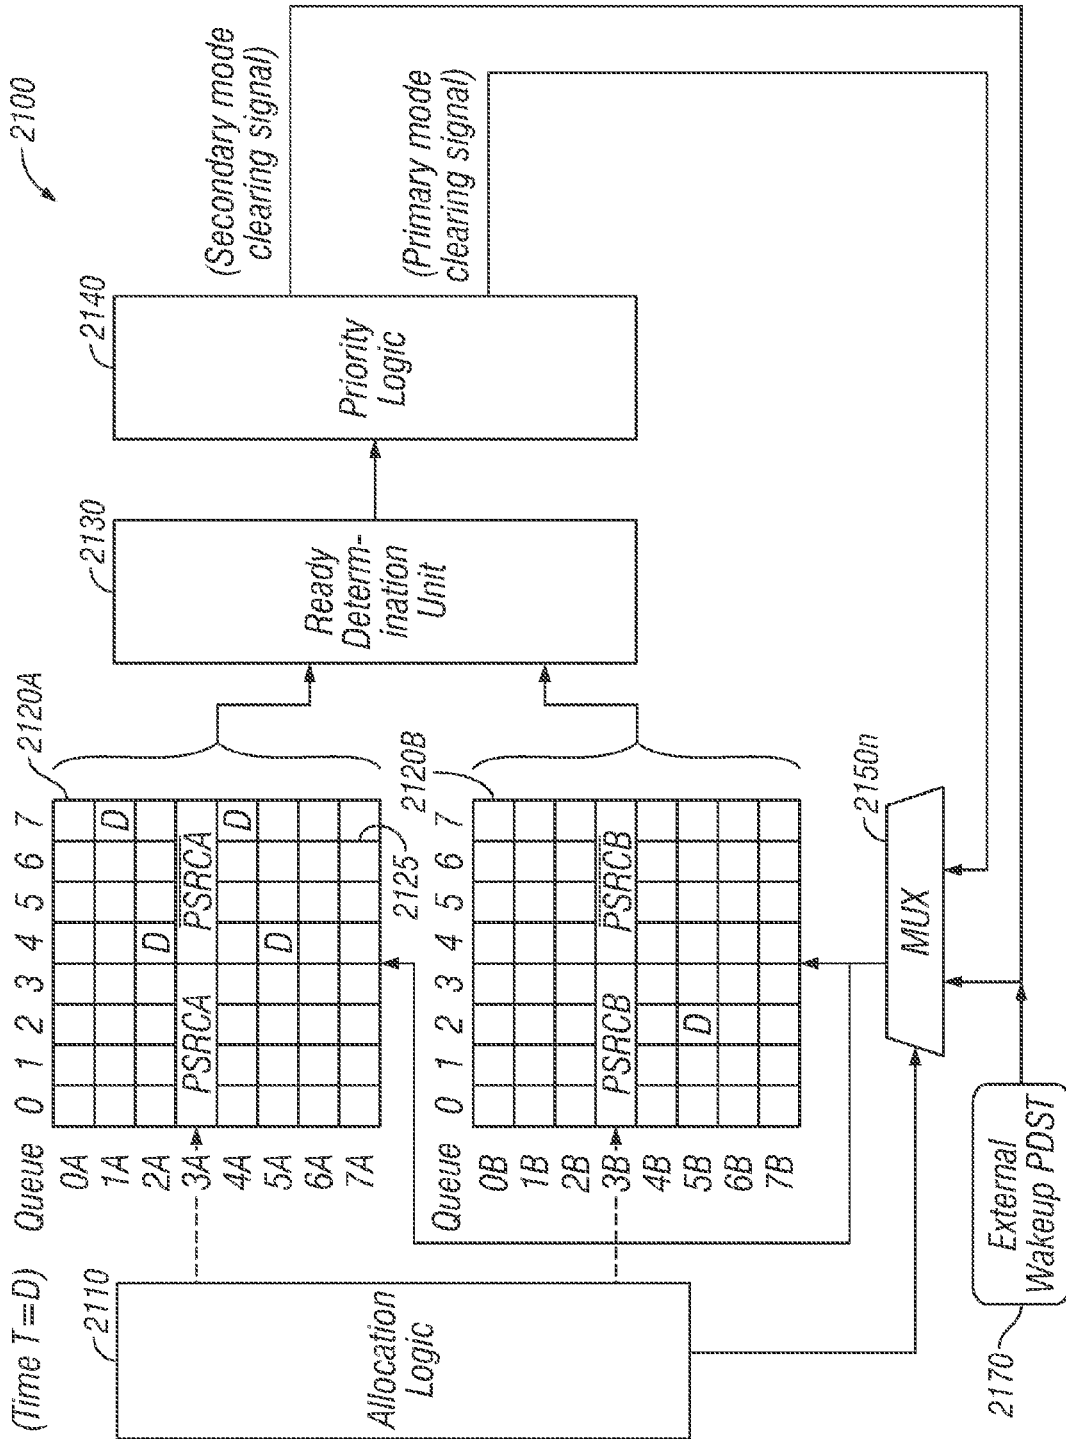 2100
(Time T=D)
2110
Allocation
Logic
Queue 0 1 2 3 4 5 6 7
2120A
0A
1A D
2A D
3A PSRCA PSRCA
4A D
5A D
6A
7A
2125
Queue 0 1 2 3 4 5 6 7
2120B
0B
1B
2B
3B PSRCB PSRCB
4B
5B D
6B
7B
2130
Ready
Determ-
ination
Unit
2140
Priority
Logic
(Secondary mode
clearing signal)
(Primary mode
clearing signal)
MUX
2150n
External
Wakeup PDST
2170